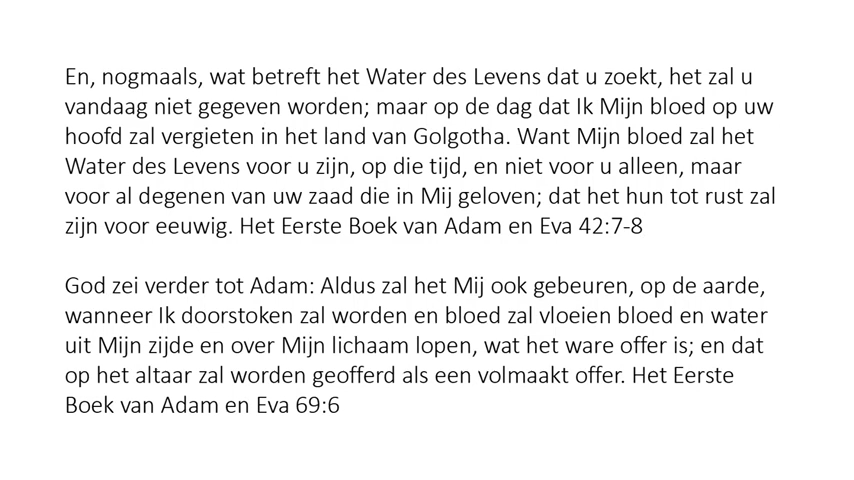 En, nogmaals, wat betreft het Water des Levens dat u zoekt, het zal u
vandaag niet gegeven worden; maar op de dag dat Ik Mijn bloed op uw
hoofd zal vergieten in het land van Golgotha. Want Mijn bloed zal het
Water des Levens voor u zijn, op die tijd, en niet voor u alleen, maar
voor al degenen van uw zaad die in Mij geloven; dat het hun tot rust zal
zijn voor eeuwig. Het Eerste Boek van Adam en Eva 42:7-8
God zei verder tot Adam: Aldus zal het Mij ook gebeuren, op de aarde,
wanneer Ik doorstoken zal worden en bloed zal vloeien bloed en water
uit Mijn zijde en over Mijn lichaam lopen, wat het ware offer is; en dat
op het altaar zal worden geofferd als een volmaakt offer. Het Eerste
Boek van Adam en Eva 69:6